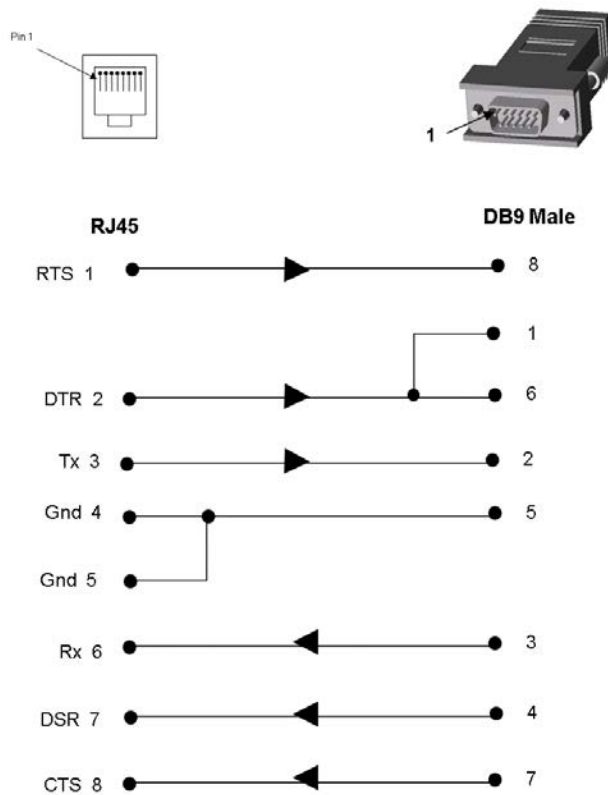 Pin 1
1
RJ45 DB9 Male
RTS 1 8
1
DTR 2 6
Tx 3 2
Gnd 4 5
Gnd 5
Rx 6 3
DSR 7 4
CTS 8 7